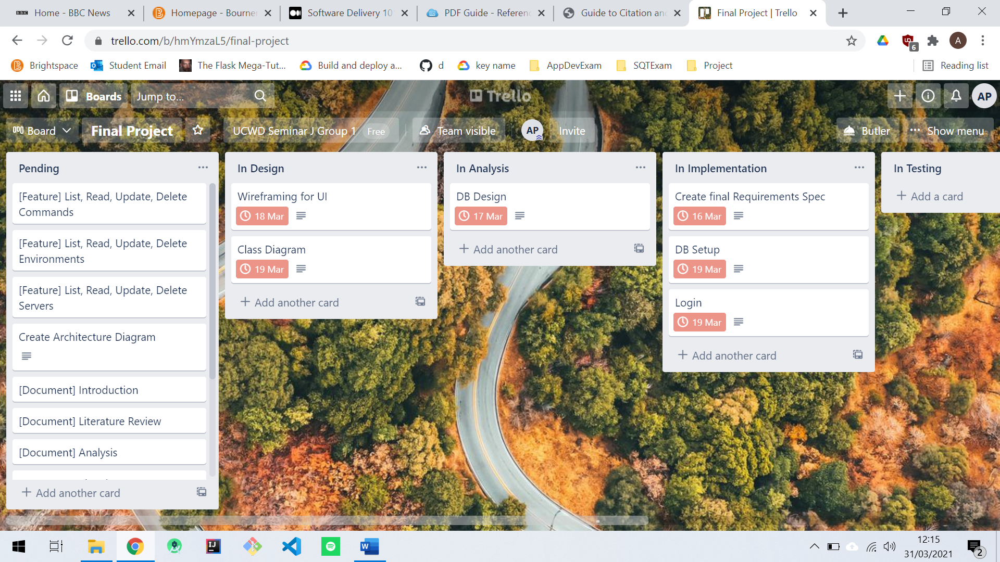 BBC Home - BBC News
Homepage - Bourner
Software Delivery 10
PDF Guide - Referenc
Guide to Citation and
Final Project | Trello
trello.com/b/hmYmzaL5/final-project
6
A
Brightspace
Student Email
The Flask Mega-Tut...
Build and deploy a...
d
key name
AppDevExam
SQTExam
Project
Reading list
Boards
Jump to...
Trello
AP
Board
Final Project
UCWD Seminar J Group 1 Free
Team visible
AP
Invite
Butler
Show menu
Pending
[Feature] List, Read, Update, Delete
Commands
[Feature] List, Read, Update, Delete
Environments
[Feature] List, Read, Update, Delete
Servers
Create Architecture Diagram
[Document] Introduction
[Document] Literature Review
[Document] Analysis
Add another card
In Design
Wireframing for UI
18 Mar
Class Diagram
19 Mar
Add another card
In Analysis
DB Design
17 Mar
Add another card
In Implementation
Create final Requirements Spec
16 Mar
DB Setup
19 Mar
Login
19 Mar
Add another card
In Testing
Add a card
12:15
31/03/2021
2